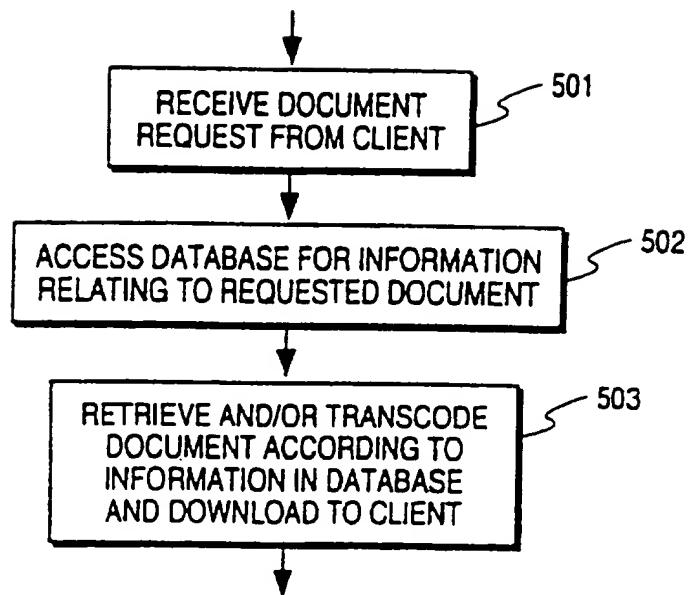 RECEIVE DOCUMENT
REQUEST FROM CLIENT
501
ACCESS DATABASE FOR INFORMATION
RELATING TO REQUESTED DOCUMENT
502
RETRIEVE AND/OR TRANSCODE
DOCUMENT ACCORDING TO
INFORMATION IN DATABASE
AND DOWNLOAD TO CLIENT
503